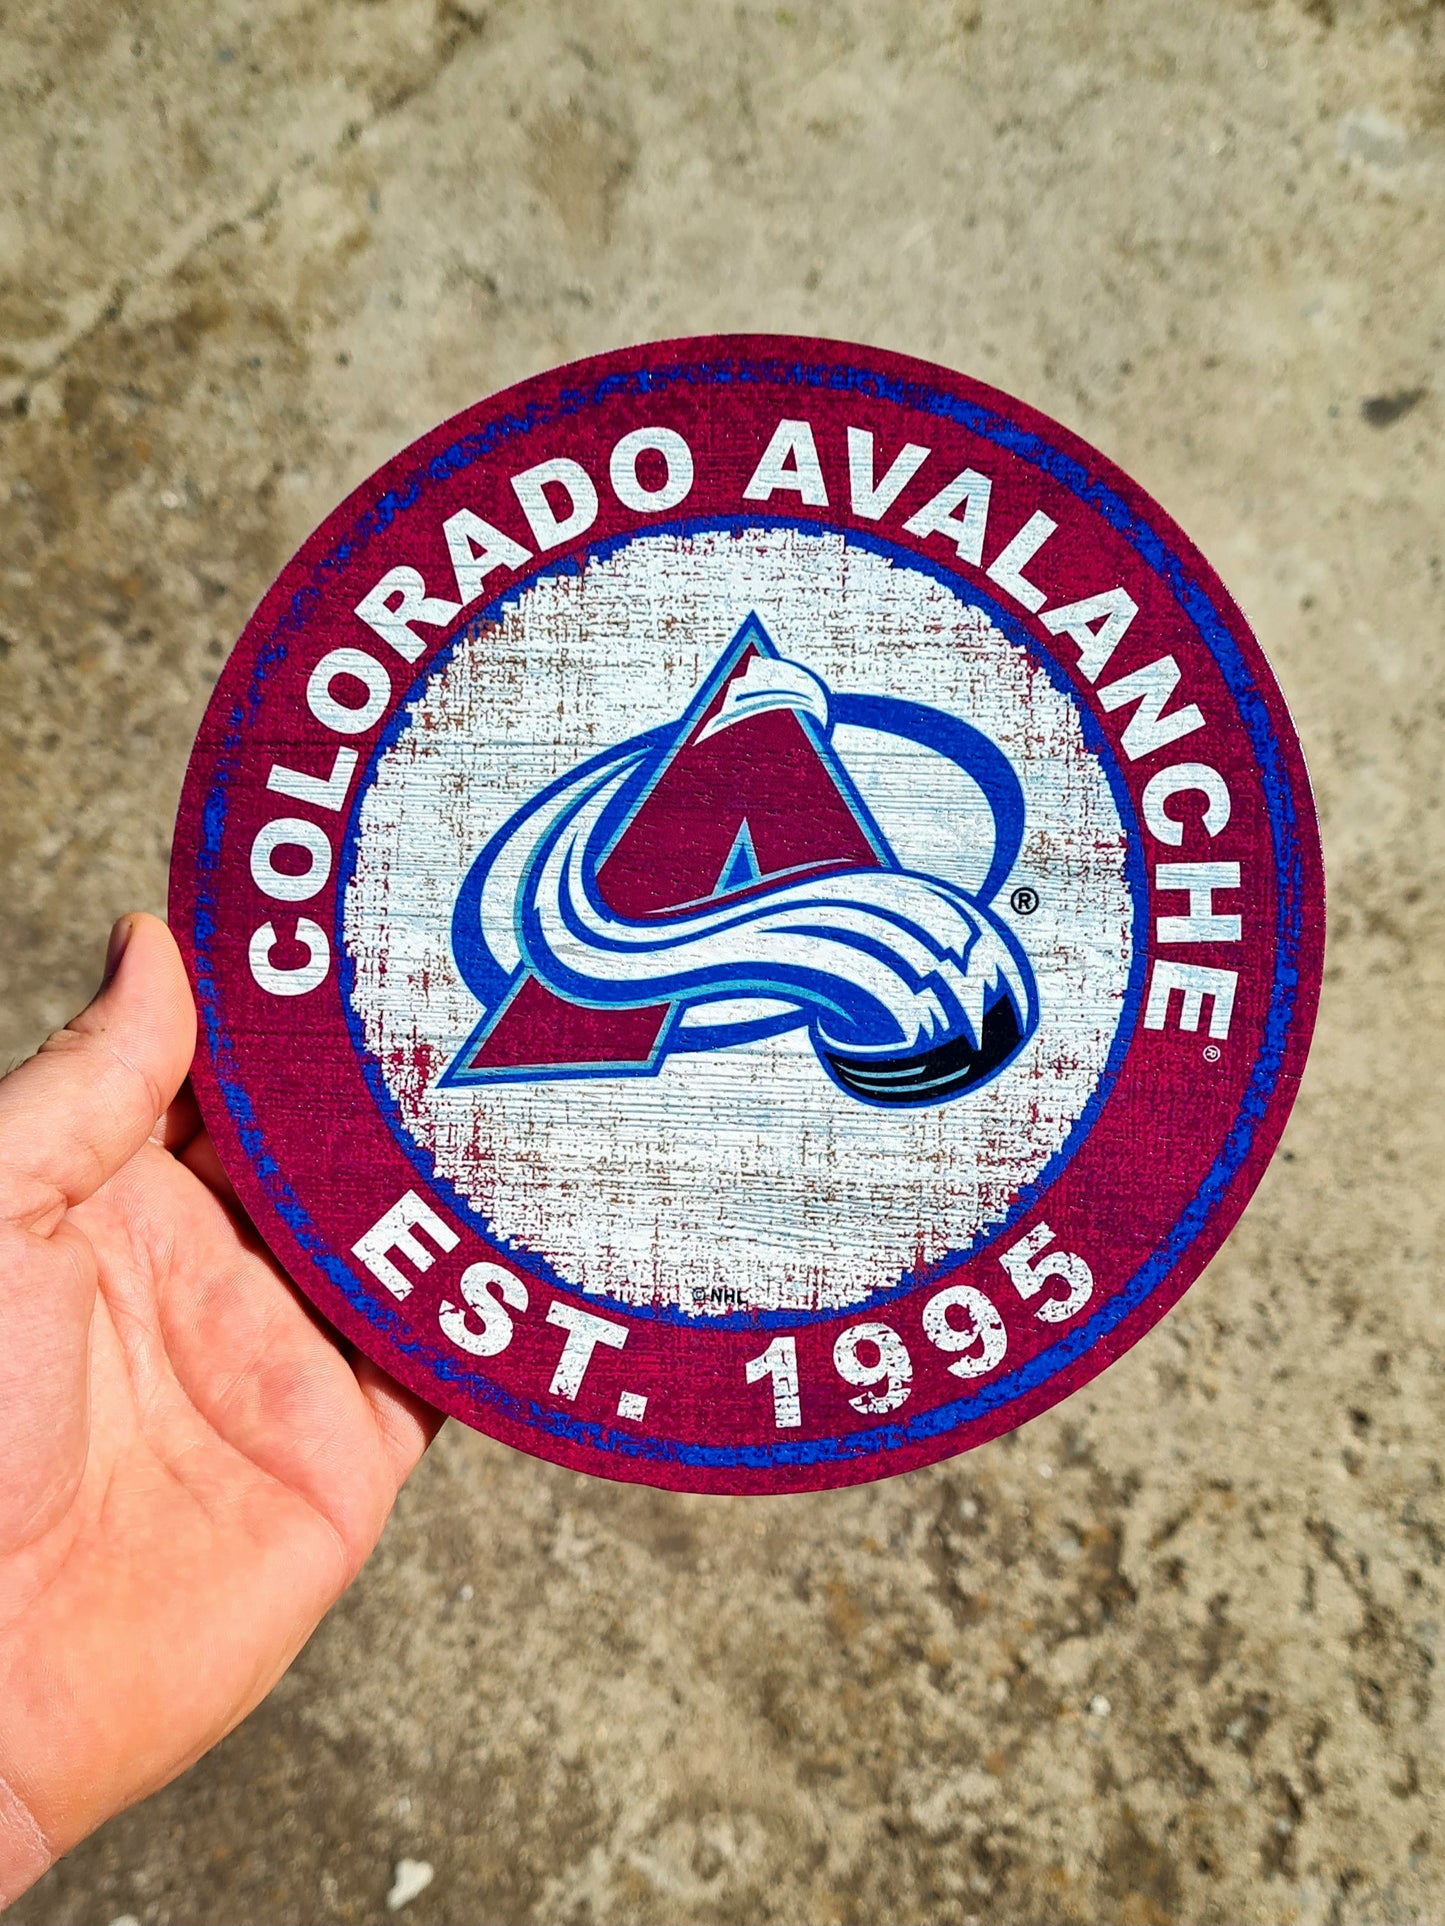 COLORADO AVALANCHE®
®
© NHL
EST. 1995